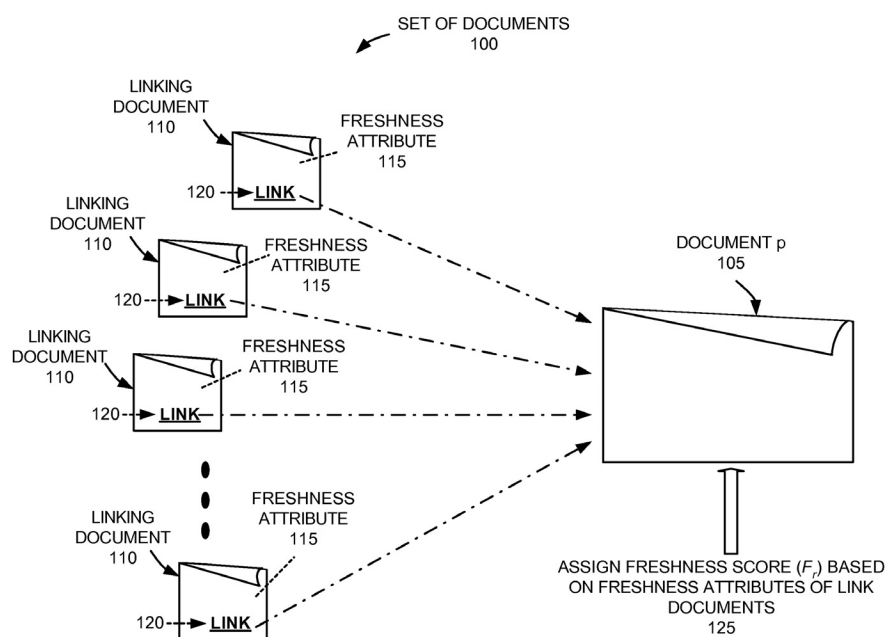 SET OF DOCUMENTS
100
LINKING
DOCUMENT
110
FRESHNESS
ATTRIBUTE
115
120
LINK
LINKING
DOCUMENT
110
FRESHNESS
ATTRIBUTE
115
120
LINK
DOCUMENT p
105
LINKING
DOCUMENT
110
FRESHNESS
ATTRIBUTE
115
120
LINK
LINKING
DOCUMENT
110
FRESHNESS
ATTRIBUTE
115
120
LINK
ASSIGN FRESHNESS SCORE (Fr) BASED
ON FRESHNESS ATTRIBUTES OF LINK
DOCUMENTS
125